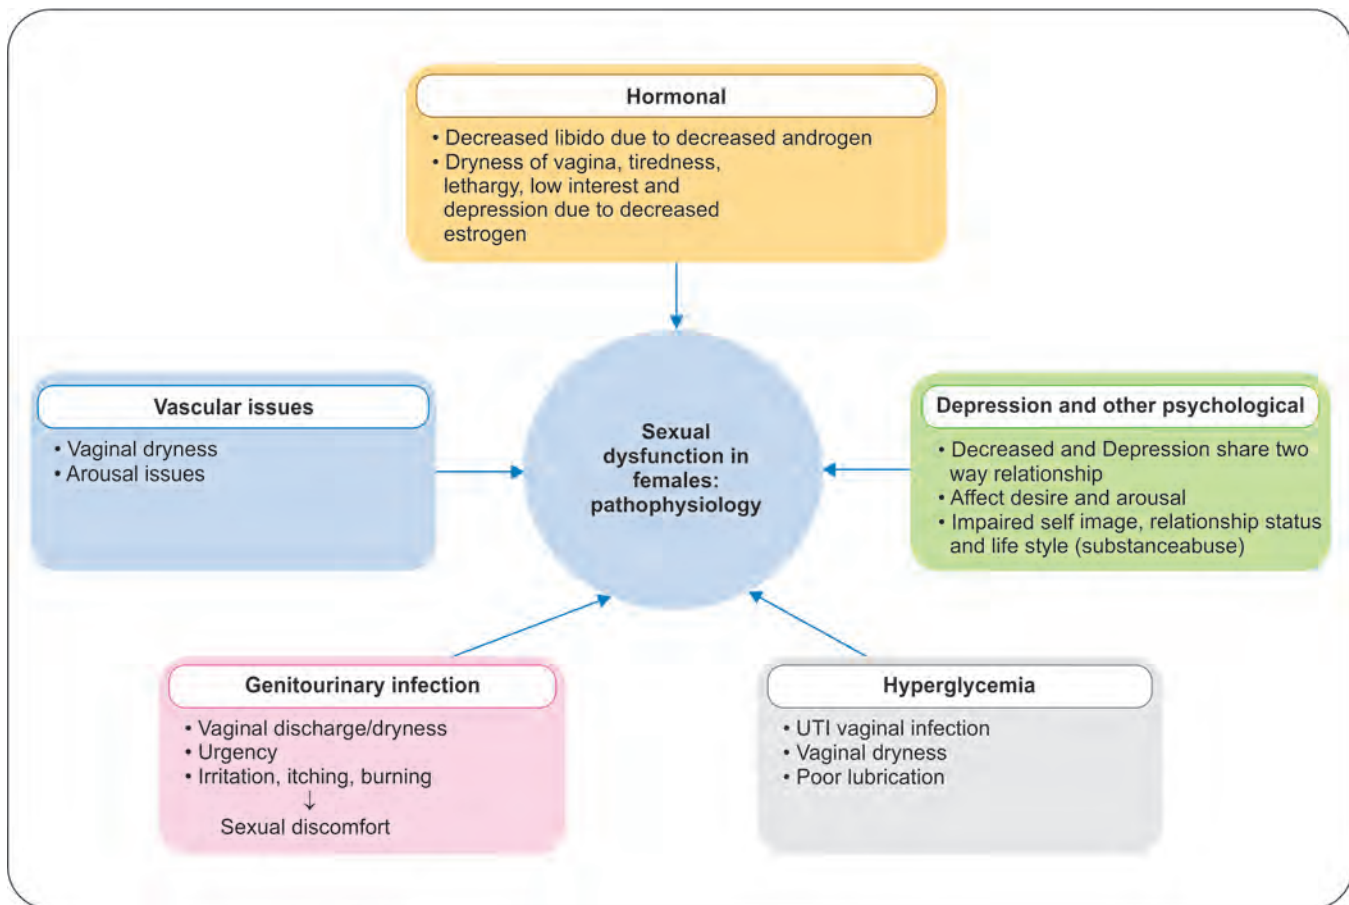 Hormonal
• Decreased libido due to decreased androgen
• Dryness of vagina, tiredness,
lethargy, low interest and
depression due to decreased
estrogen
Vascular issues
• Vaginal dryness
• Arousal issues
Sexual
dysfunction in
females:
pathophysiology
Depression and other psychological
• Decreased and Depression share two
way relationship
• Affect desire and arousal
• Impaired self image, relationship status
and life style (substanceabuse)
Genitourinary infection
• Vaginal discharge/dryness
• Urgency
• Irritation, itching, burning
↓
Sexual discomfort
Hyperglycemia
• UTI vaginal infection
• Vaginal dryness
• Poor lubrication